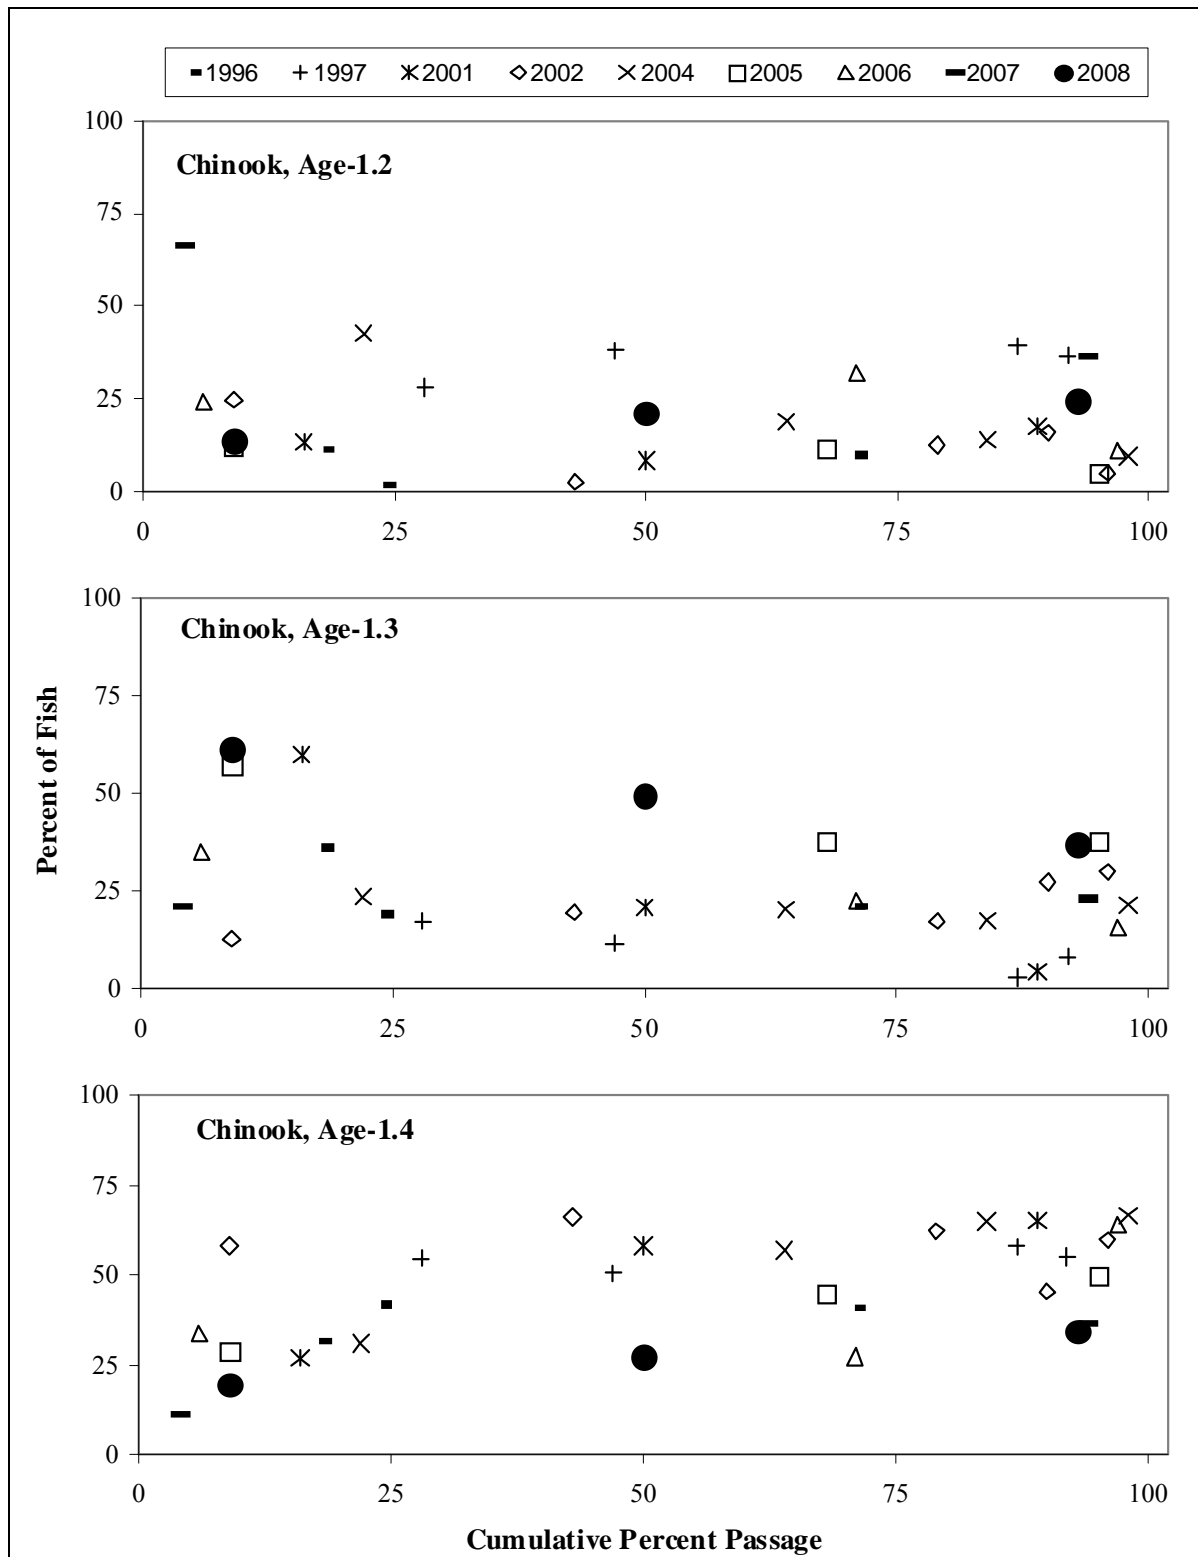 1996 1997 2001 2002 2004 2005 2006 2007 2008
Chinook, Age-1.2
100
75
50
25
0
0 25 50 75 100
Chinook, Age-1.3
100
75
50
25
0
0 25 50 75 100
Percent of Fish
Chinook, Age-1.4
100
75
50
25
0
0 25 50 75 100
Cumulative Percent Passage